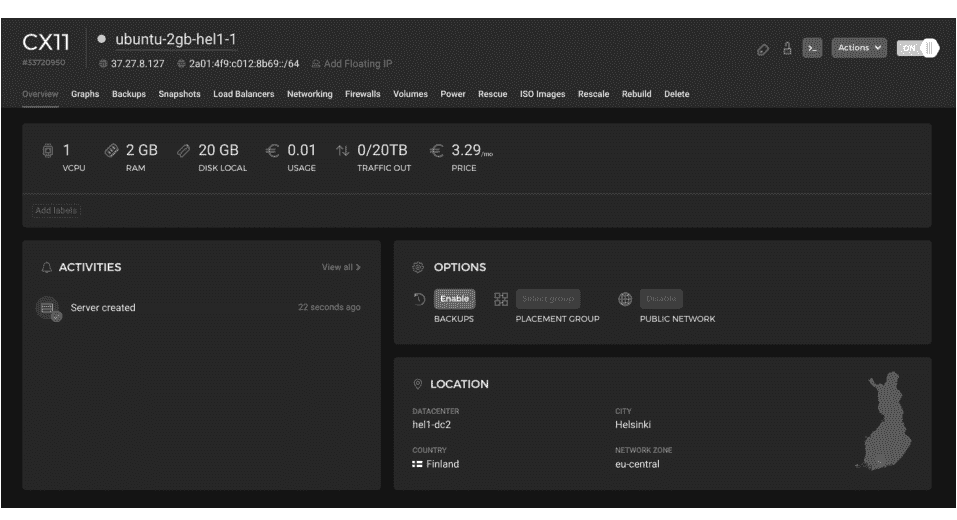 CX11 ubuntu-2gb-hel1-1
#33720950 37.27.8.127 2a01:4f9:c012:8b69::/64 Add Floating IP
Actions ON
Overview Graphs Backups Snapshots Load Balancers Networking Firewalls Volumes Power Rescue ISO Images Rescale Rebuild Delete
1 2 GB 20 GB € 0.01 0/20TB € 3.29/mo
VCPU RAM DISK LOCAL USAGE TRAFFIC OUT PRICE
Add labels
ACTIVITIES View all
Server created 22 seconds ago
OPTIONS
Enable Select group Disable
BACKUPS PLACEMENT GROUP PUBLIC NETWORK
LOCATION
DATACENTER CITY
hel1-dc2 Helsinki
COUNTRY NETWORK ZONE
Finland eu-central